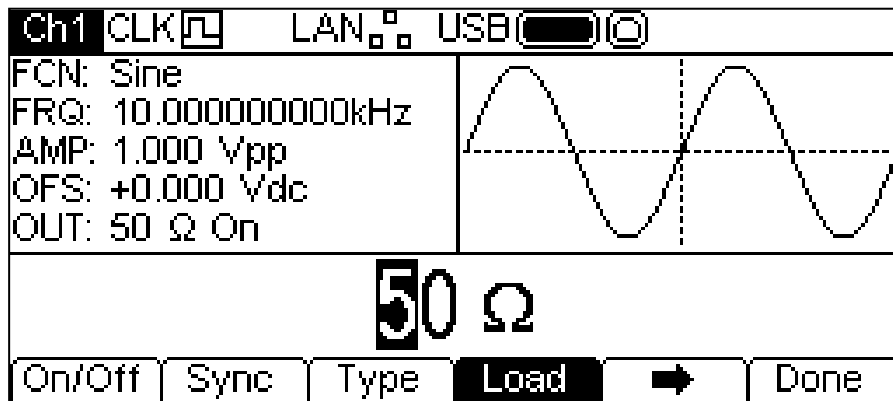 Ch1 CLK LAN USB
FCN: Sine
FRQ: 10.000000000kHz
AMP: 1.000 Vpp
OFS: +0.000 Vdc
OUT: 50 Ω On
50 Ω
On/Off Sync Type Load ➡ Done